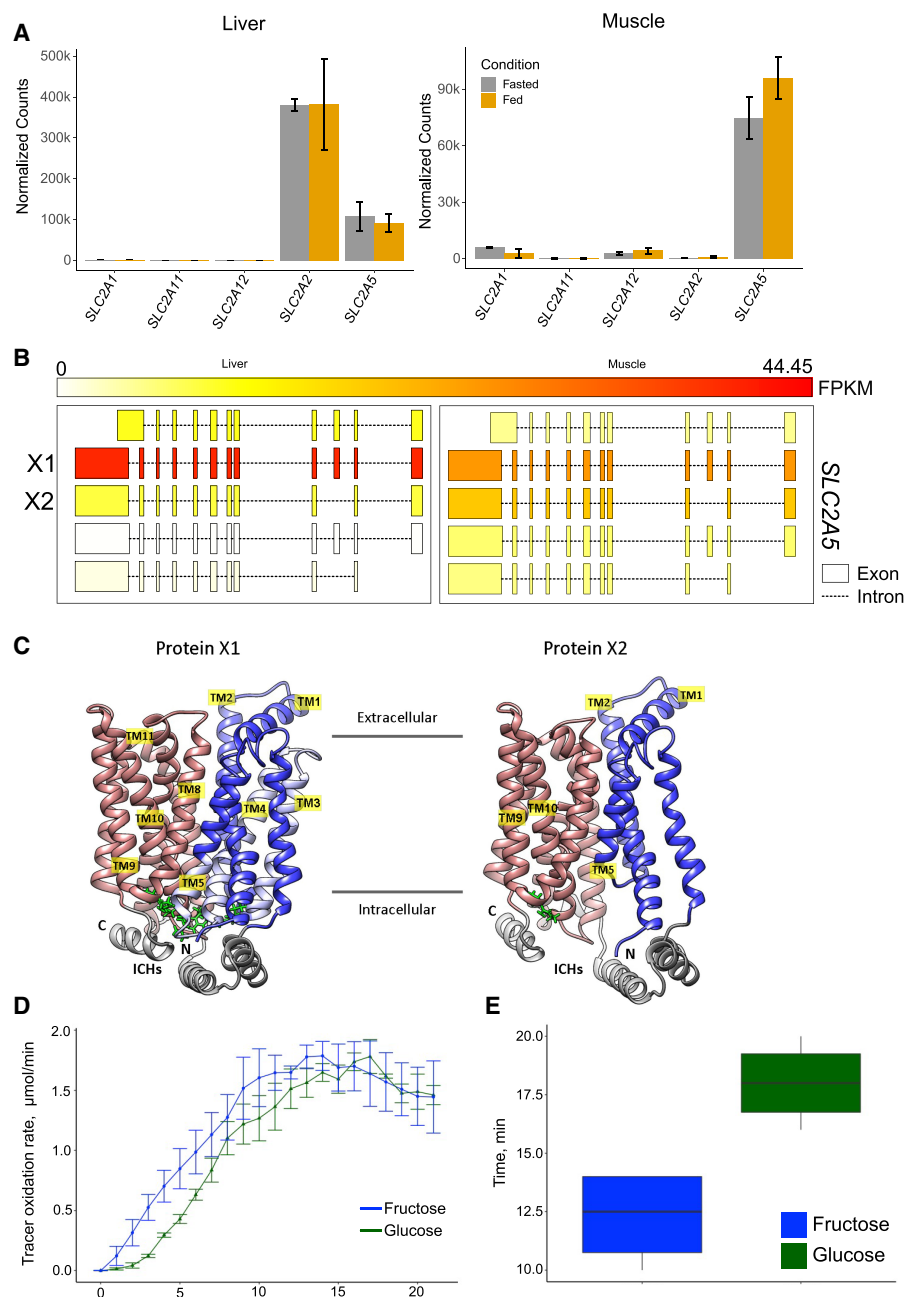 A
Liver
Muscle
Normalized Counts
500k
400k
300k
200k
100k
0
SLC2A1
SLC2A11
SLC2A12
SLC2A2
SLC2A5
Normalized Counts
90k
60k
30k
0
Condition
Fasted
Fed
SLC2A1
SLC2A11
SLC2A12
SLC2A2
SLC2A5
B
0
Liver
Muscle
44.45
FPKM
X1
X2
SLC2A5
Exon
Intron
C
Protein X1
Protein X2
TM2
TM1
TM11
TM8
TM4
TM3
TM10
TM9
TM5
C
N
ICHs
Extracellular
Intracellular
TM2
TM1
TM10
TM9
TM5
C
N
ICHs
D
Tracer oxidation rate, µmol/min
2.0
1.5
1.0
0.5
0.0
0
5
10
15
20
Fructose
Glucose
E
Time, min
20.0
17.5
15.0
12.5
10.0
Fructose
Glucose